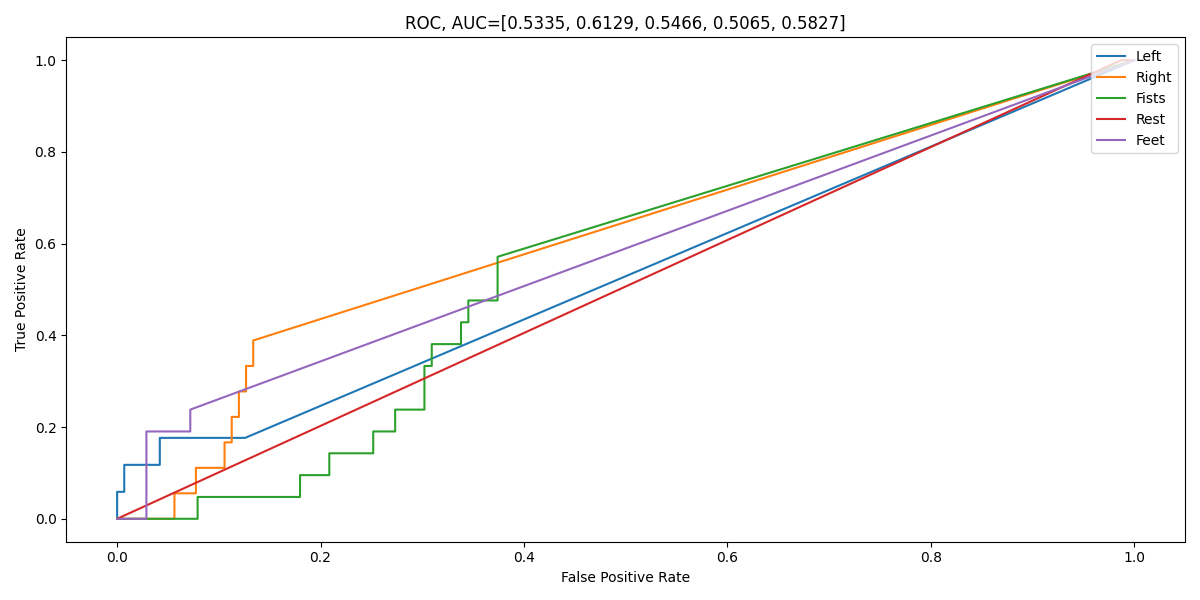 ROC, AUC=[0.5335, 0.6129, 0.5466, 0.5065, 0.5827]
Left
Right
Fists
Rest
Feet
True Positive Rate
1.0
0.8
0.6
0.4
0.2
0.0
0.0 0.2 0.4 0.6 0.8 1.0
False Positive Rate